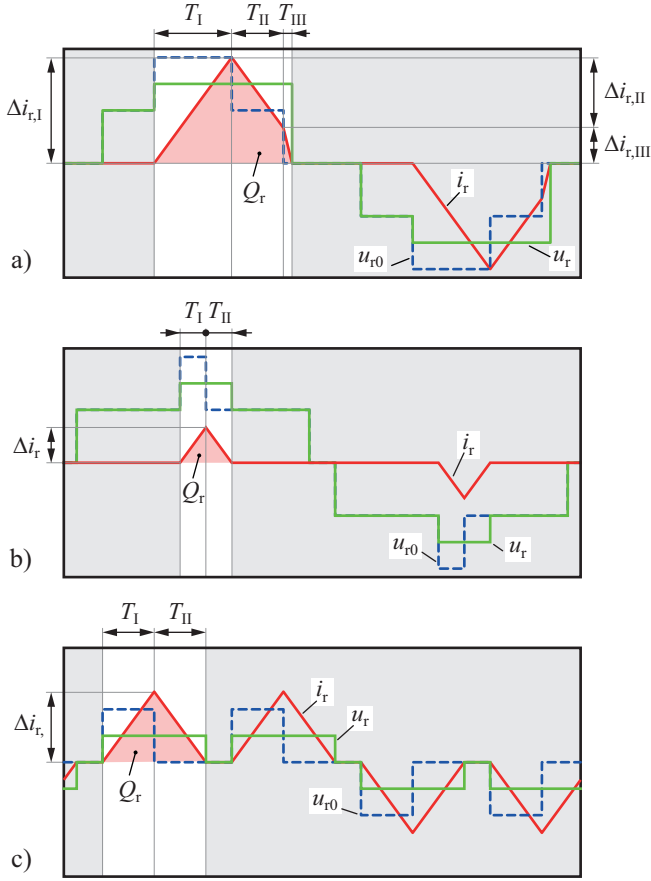 T_I T_II T_III
Δi_r,I
Δi_r,II
Δi_r,III
Q_r
i_r
u_r0
u_r
a)
T_I T_II
Δi_r
Q_r
i_r
u_r0
u_r
b)
T_I T_II
i_r
u_r
Δi_r,
Q_r
u_r0
c)